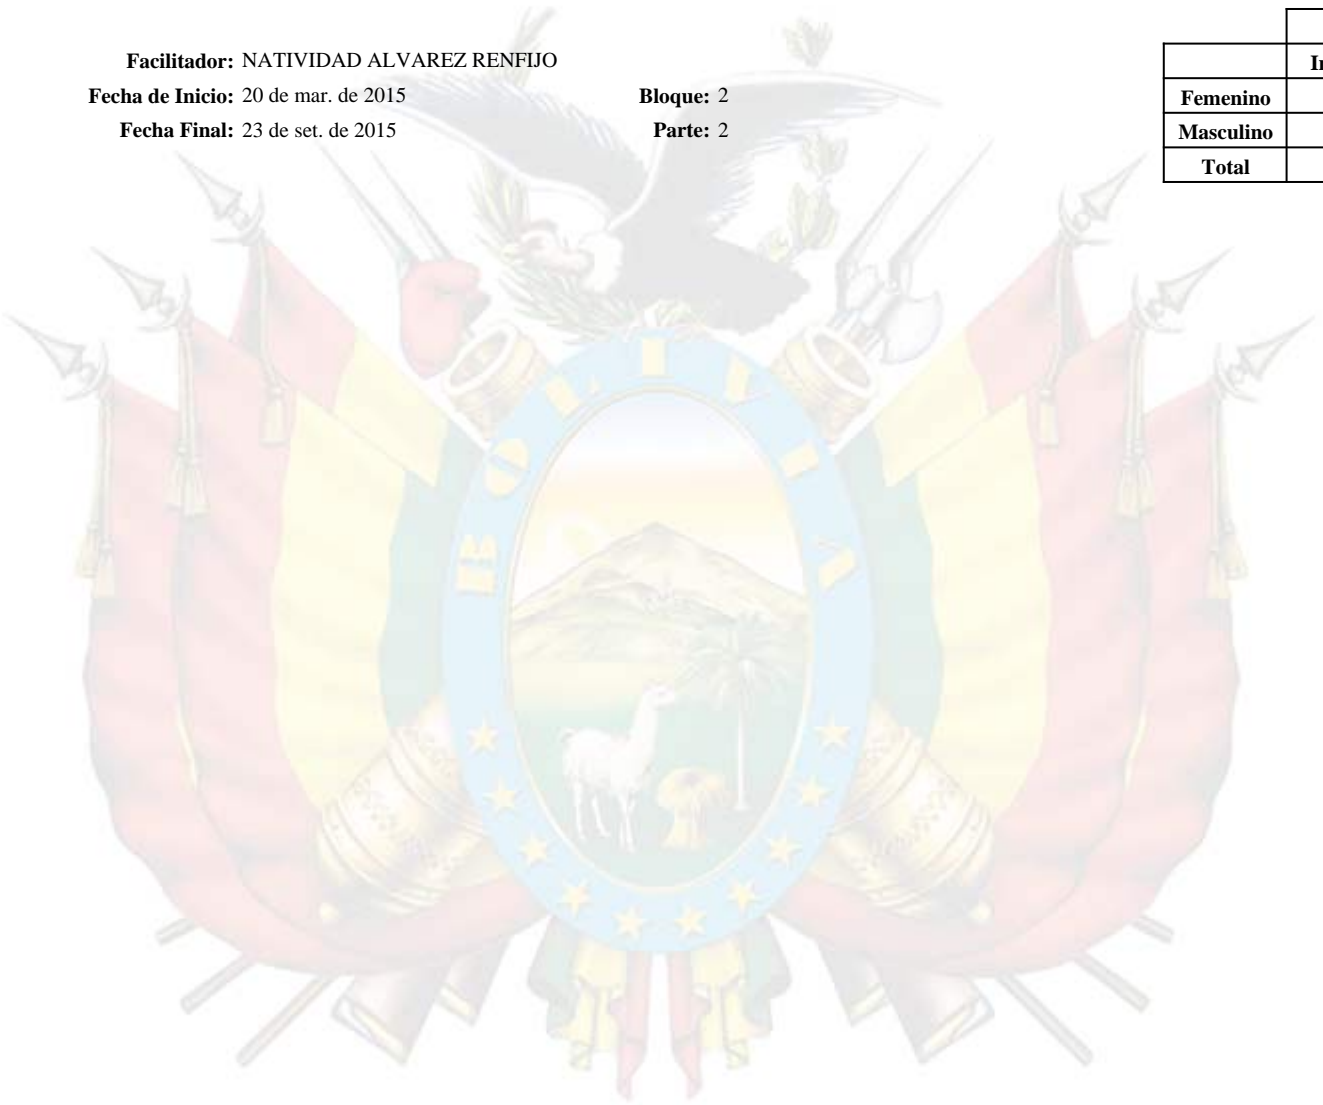 Facilitador: NATIVIDAD ALVAREZ RENFIJO
Fecha de Inicio: 20 de mar. de 2015 Bloque: 2
Fecha Final: 23 de set. de 2015 Parte: 2
Femenino
Masculino
Total
BOLIVIA